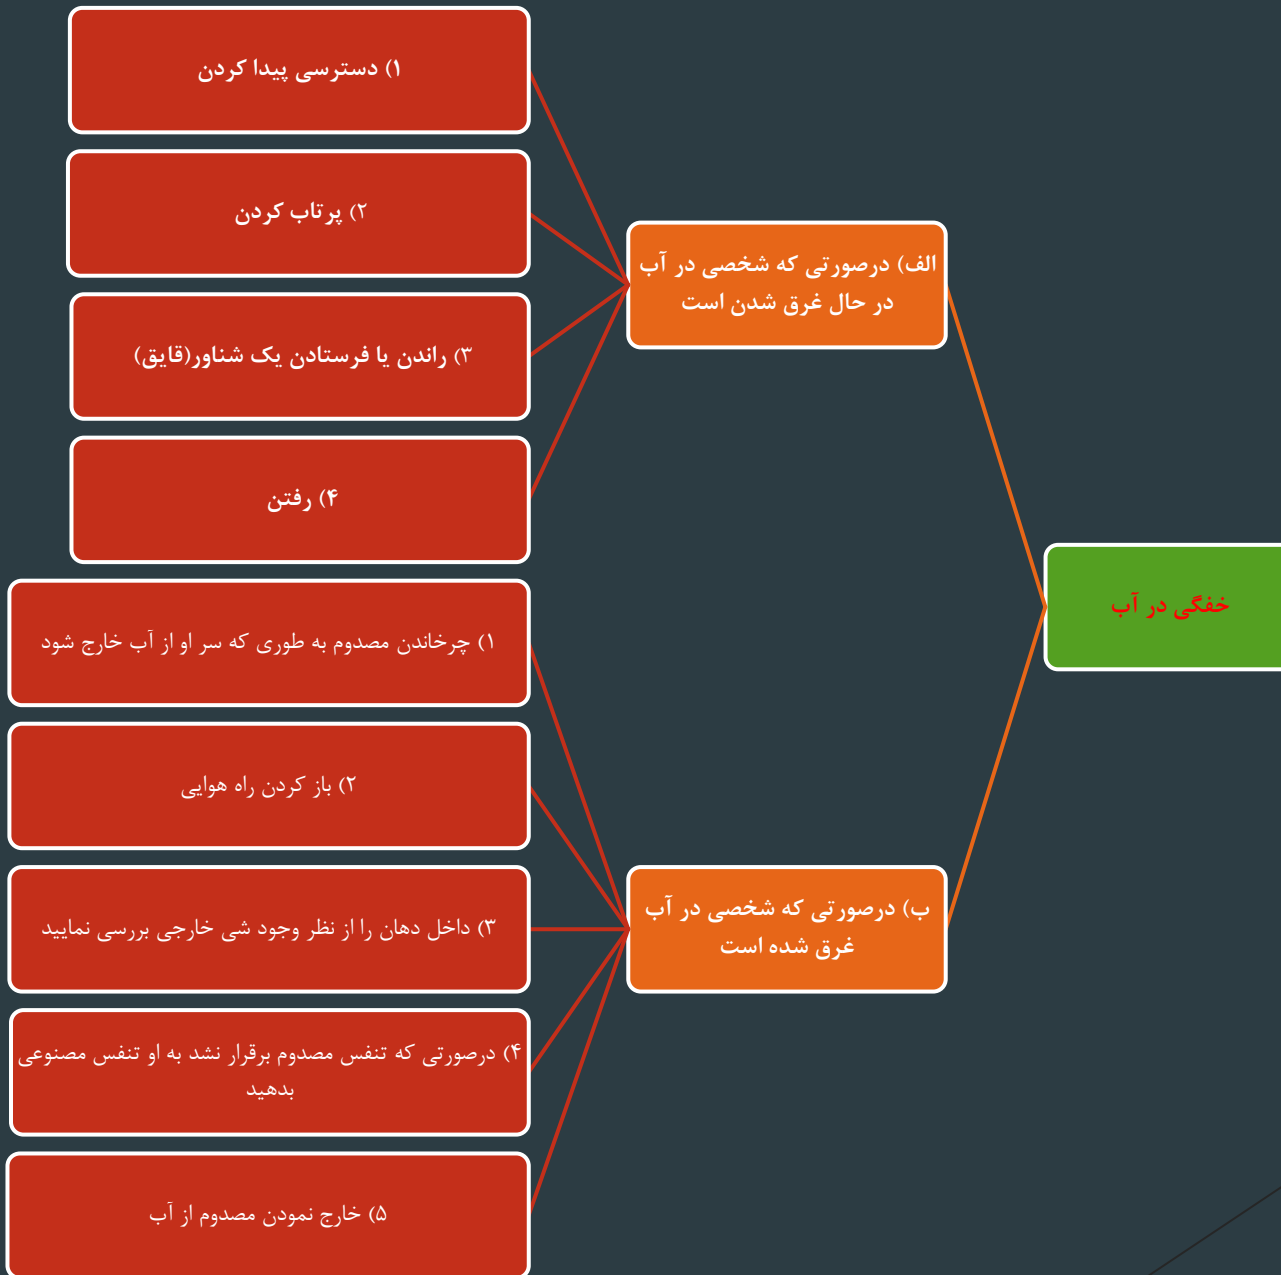 خفگی در آب
الف) درصورتی که شخصی در آب
در حال غرق شدن است
۱) دسترسی پیدا کردن
۲) پرتاب کردن
۳) راندن یا فرستادن یک شناور(قایق)
۴) رفتن
ب) درصورتی که شخصی در آب
غرق شده است
۱) چرخاندن مصدوم به طوری که سر او از آب خارج شود
۲) باز کردن راه هوایی
۳) داخل دهان را از نظر وجود شی خارجی بررسی نمایید
۴) درصورتی که تنفس مصدوم برقرار نشد به او تنفس مصنوعی
بدهید
۵) خارج نمودن مصدوم از آب